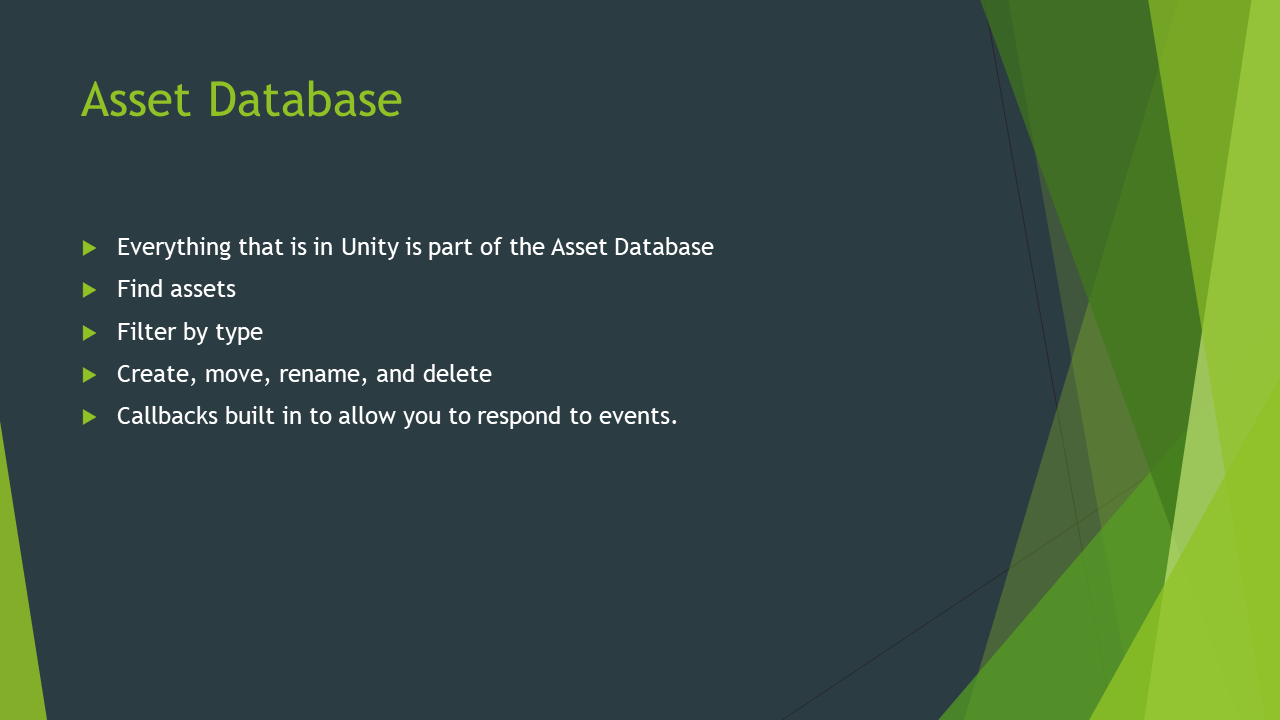 Asset Database
Everything that is in Unity is part of the Asset Database
Find assets
Filter by type
Create, move, rename, and delete
Callbacks built in to allow you to respond to events.